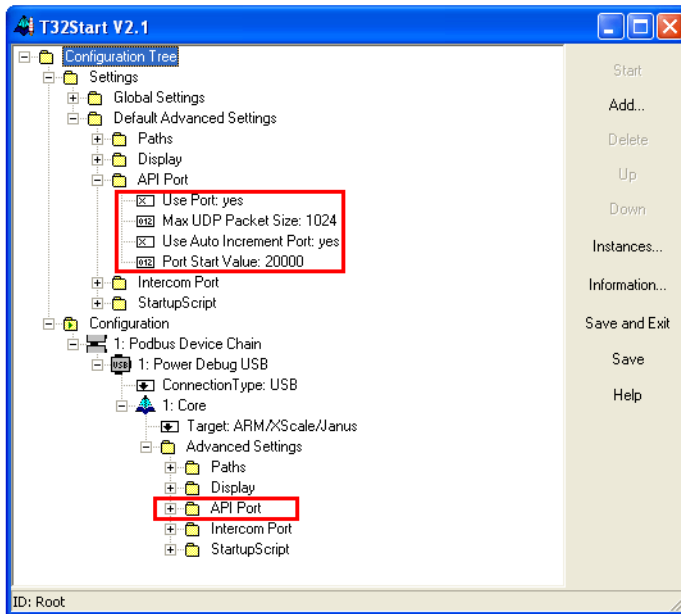 T32Start V2.1
Configuration Tree
Settings
Global Settings
Default Advanced Settings
Paths
Display
API Port
Use Port: yes
Max UDP Packet Size: 1024
Use Auto Increment Port: yes
Port Start Value: 20000
Intercom Port
StartupScript
Configuration
1: Podbus Device Chain
1: Power Debug USB
ConnectionType: USB
1: Core
Target: ARM/XScale/Janus
Advanced Settings
Paths
Display
API Port
Intercom Port
StartupScript
Start
Add...
Delete
Up
Down
Instances...
Information...
Save and Exit
Save
Help
ID: Root